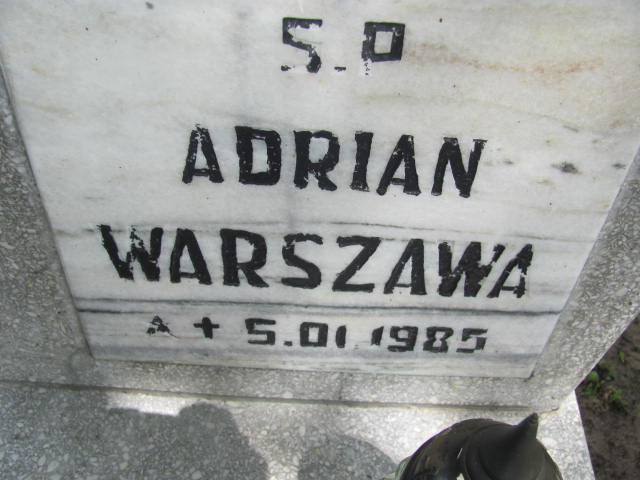 S.P
ADRIAN
WARSZAWA
A + 5.01.1985